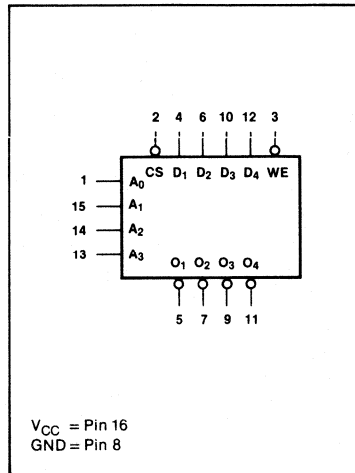 2 4 6 10 12 3
CS D1 D2 D3 D4 WE
1 A0
15 A1
14 A2
13 A3
O1 O2 O3 O4
5 7 9 11
VCC = Pin 16
GND = Pin 8